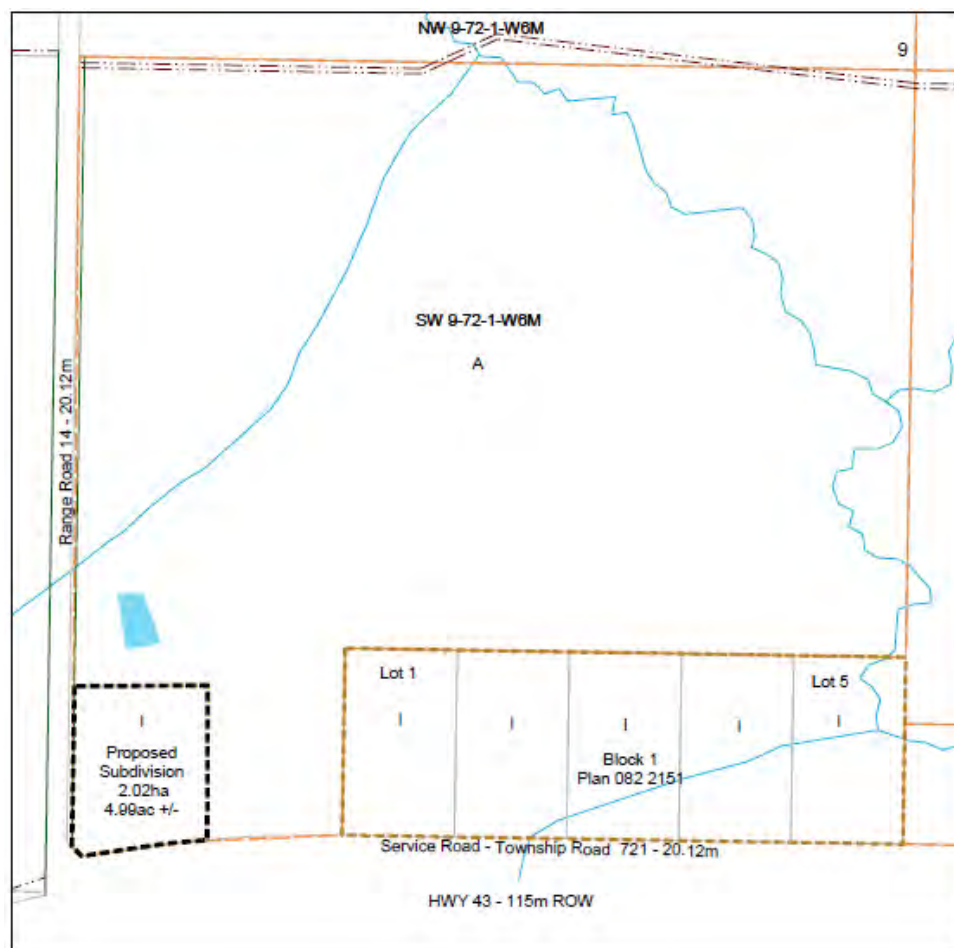 NW 9-72-1-W6M
9
SW 9-72-1-W6M
A
Range Road 14 - 20.12m
Lot 1
Lot 5
I
I
I
I
I
I
Proposed
Subdivision
2.02ha
4.99ac +/-
Block 1
Plan 082 2151
Service Road - Township Road 721 - 20.12m
HWY 43 - 115m ROW